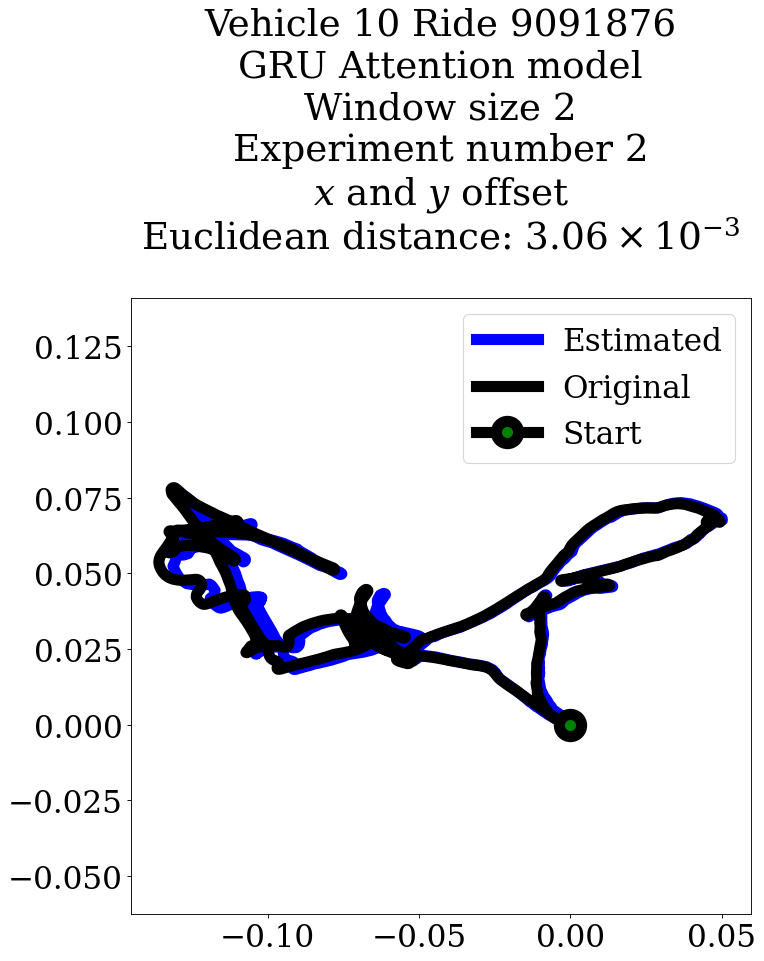 Vehicle 10 Ride 9091876
GRU Attention model
Window size 2
Experiment number 2
x and y offset
Euclidean distance: 3.06 × 10⁻³
Estimated
Original
Start
0.125
0.100
0.075
0.050
0.025
0.000
−0.025
−0.050
−0.10 −0.05 0.00 0.05